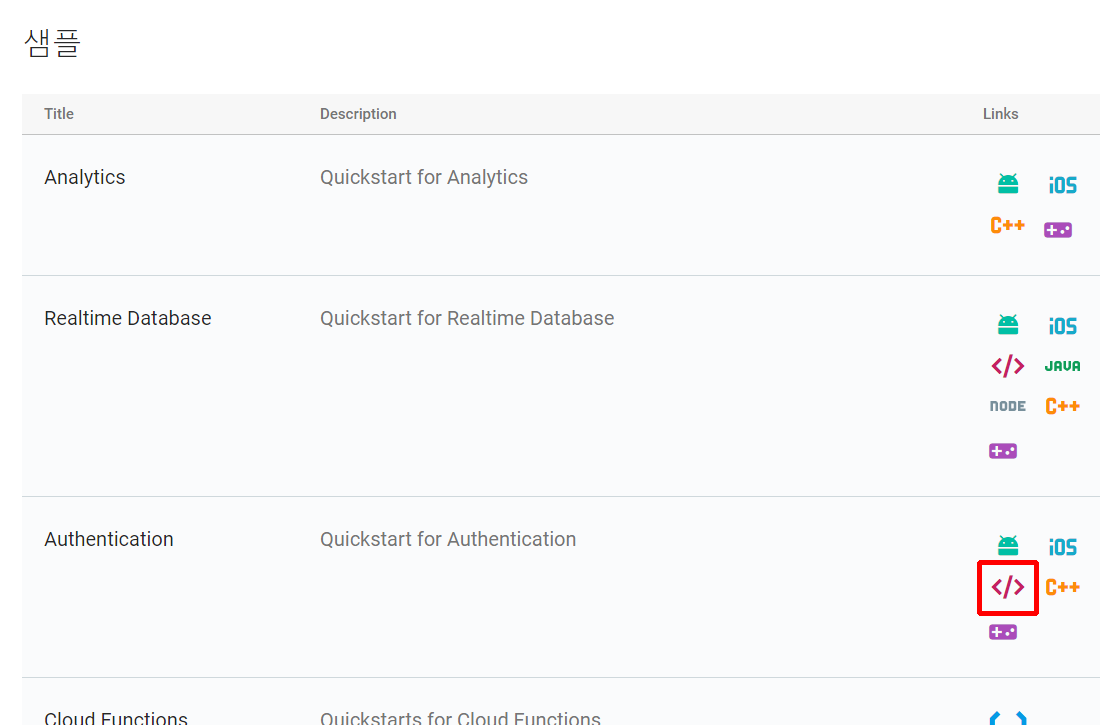 샘플
Title Description Links
Analytics Quickstart for Analytics iOS
C++
Realtime Database Quickstart for Realtime Database iOS
</> JAVA
NODE C++
Authentication Quickstart for Authentication iOS
</> C++
Cloud Functions Quickstarts for Cloud Functions